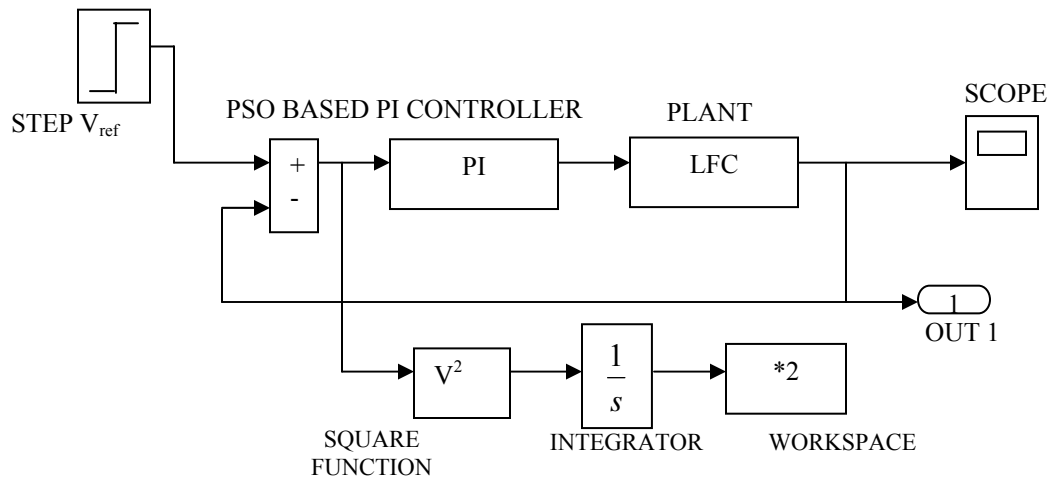 STEP V_ref
PSO BASED PI CONTROLLER
PLANT
SCOPE
+
-
PI
LFC
1
OUT 1
V²
1
s
*2
SQUARE
FUNCTION
INTEGRATOR
WORKSPACE